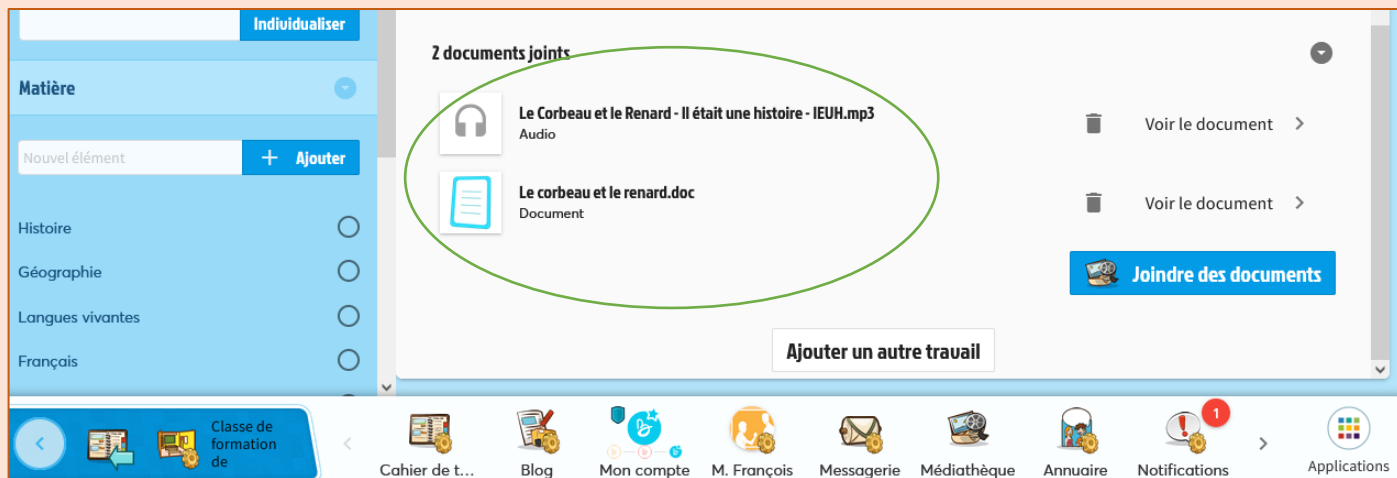 Individualiser
Matière
Nouvel élément
+ Ajouter
Histoire
Géographie
Langues vivantes
Français
2 documents joints
Le Corbeau et le Renard - Il était une histoire - IEUH.mp3
Audio
Voir le document
Le corbeau et le renard.doc
Document
Voir le document
Joindre des documents
Ajouter un autre travail
Classe de
formation
de
Cahier de t...
Blog
Mon compte
M. François
Messagerie
Médiathèque
Annuaire
1
Notifications
Applications